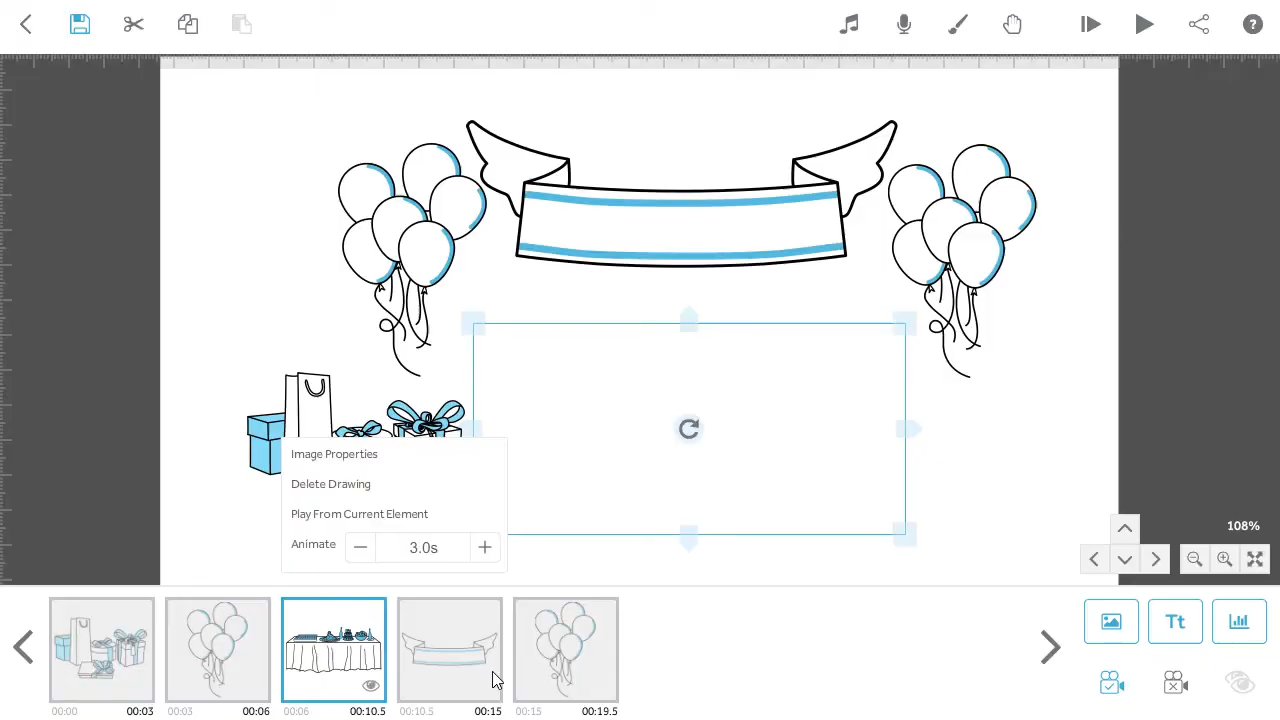 ?
Image Properties
Delete Drawing
Play From Current Element
Animate
3.0s
108%
Tt
00:00 00:03
00:03 00:06
00:06 00:10.5
00:10.5 00:15
00:15 00:19.5